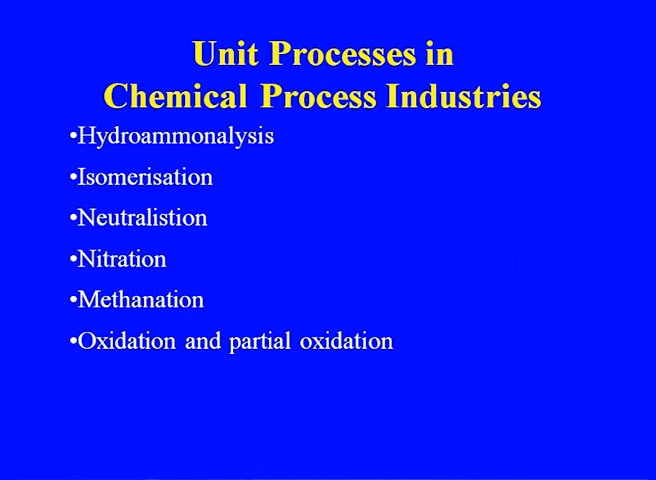 Unit Processes in
Chemical Process Industries
•Hydroammonalysis
•Isomerisation
•Neutralistion
•Nitration
•Methanation
•Oxidation and partial oxidation